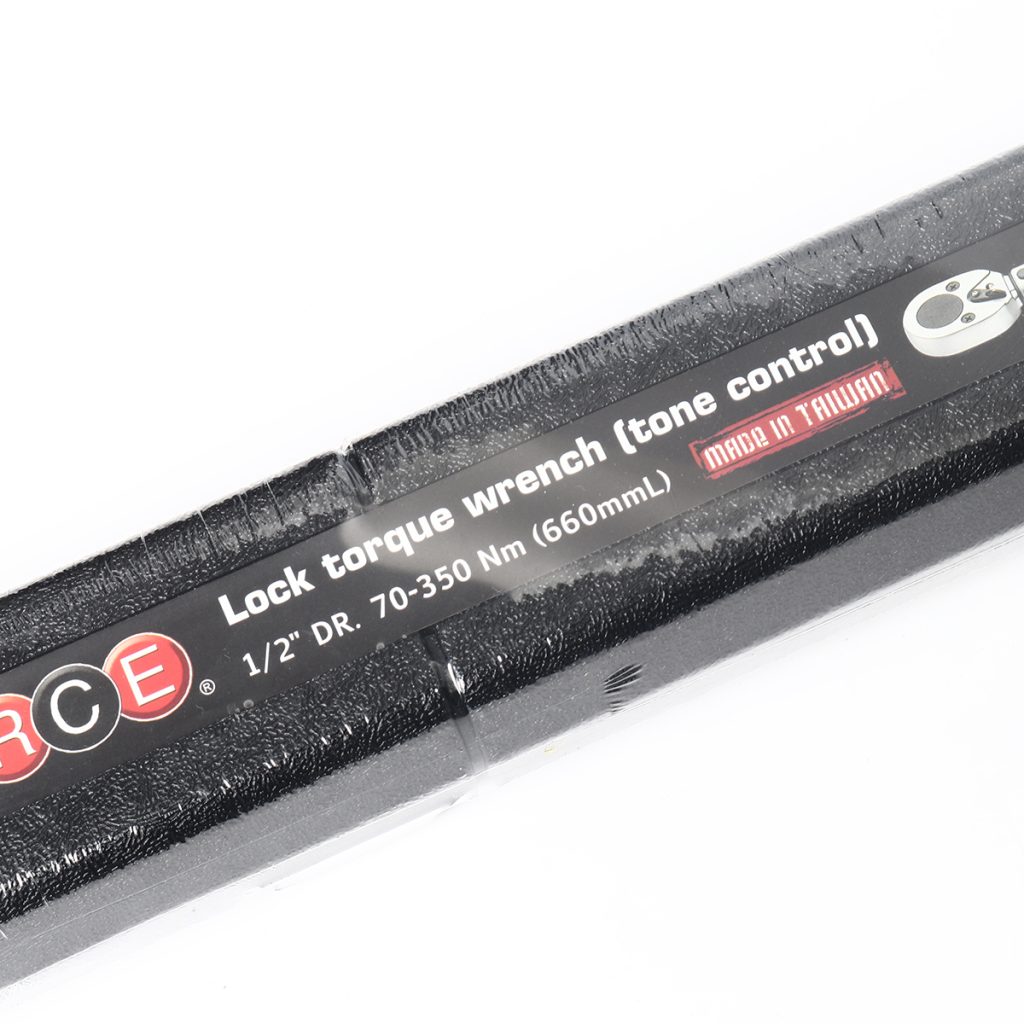 Lock torque wrench (tone control)
1/2" DR. 70-350 Nm (660mmL)
MADE IN TAIWAN
RCE®